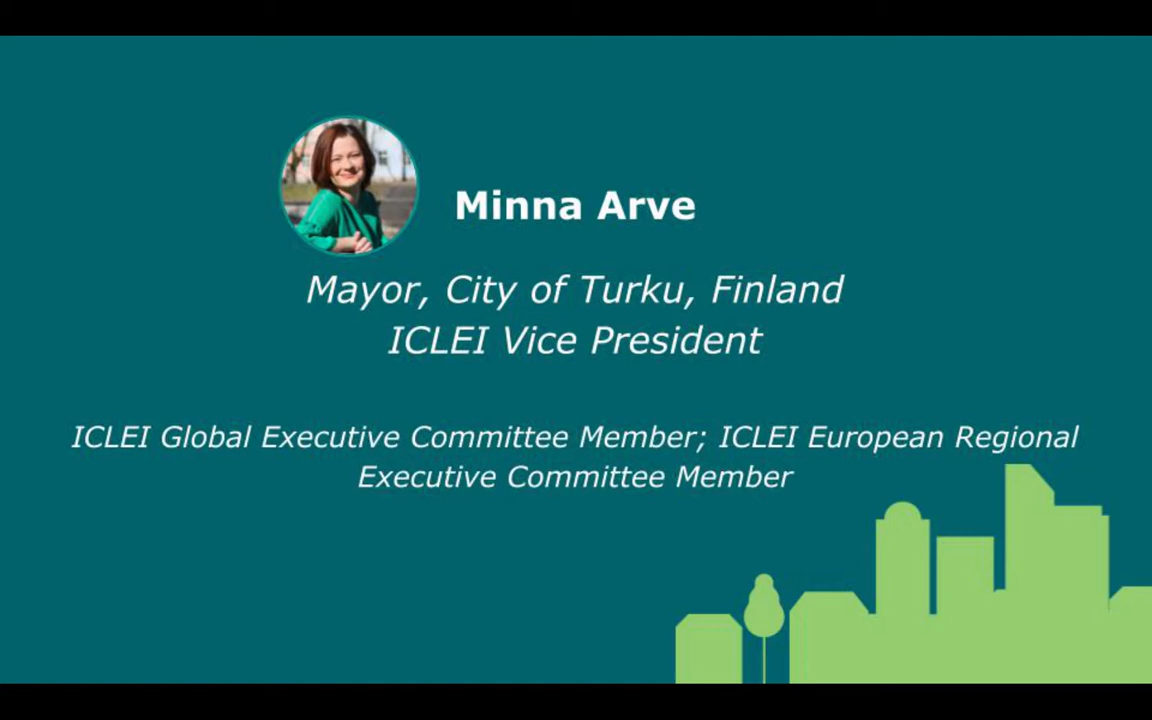 Minna Arve
Mayor, City of Turku, Finland
ICLEI Vice President
ICLEI Global Executive Committee Member; ICLEI European Regional
Executive Committee Member